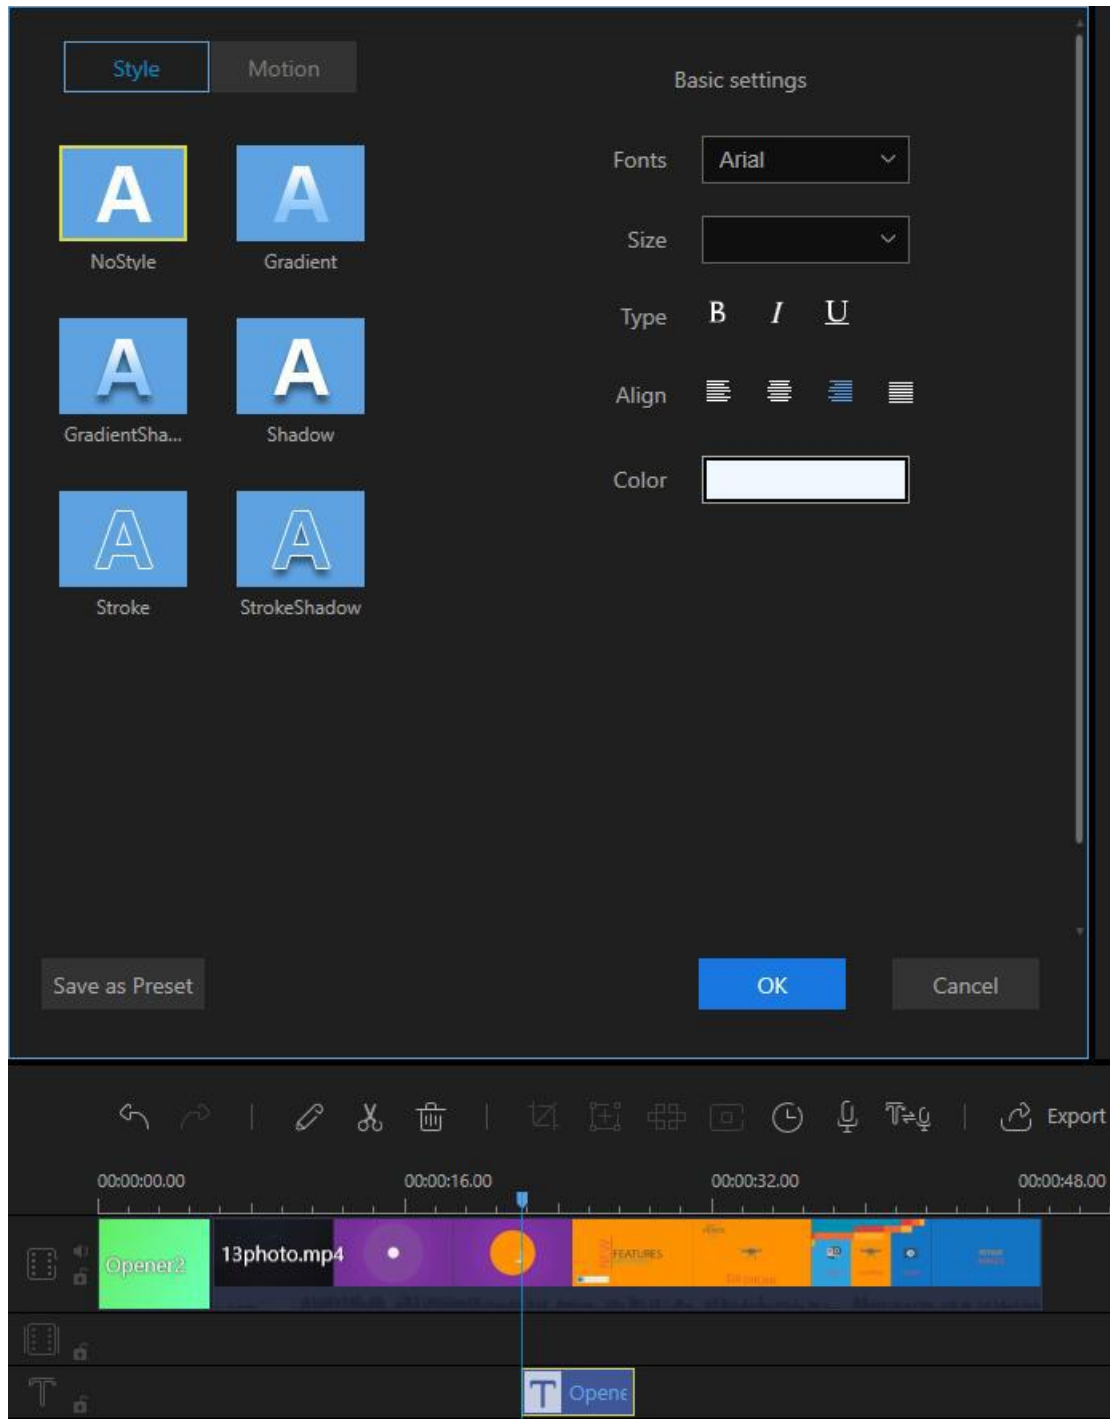 Style Motion
Basic settings
Fonts Arial
A A
NoStyle Gradient
Size
Type B I U
A A
GradientSha... Shadow
Align
Color
A A
Stroke StrokeShadow
Save as Preset OK Cancel
Export
00:00:00.00 00:00:16.00 00:00:32.00 00:00:48.00
Opener2 13photo.mp4 NEW FEATURES
T
T Opene